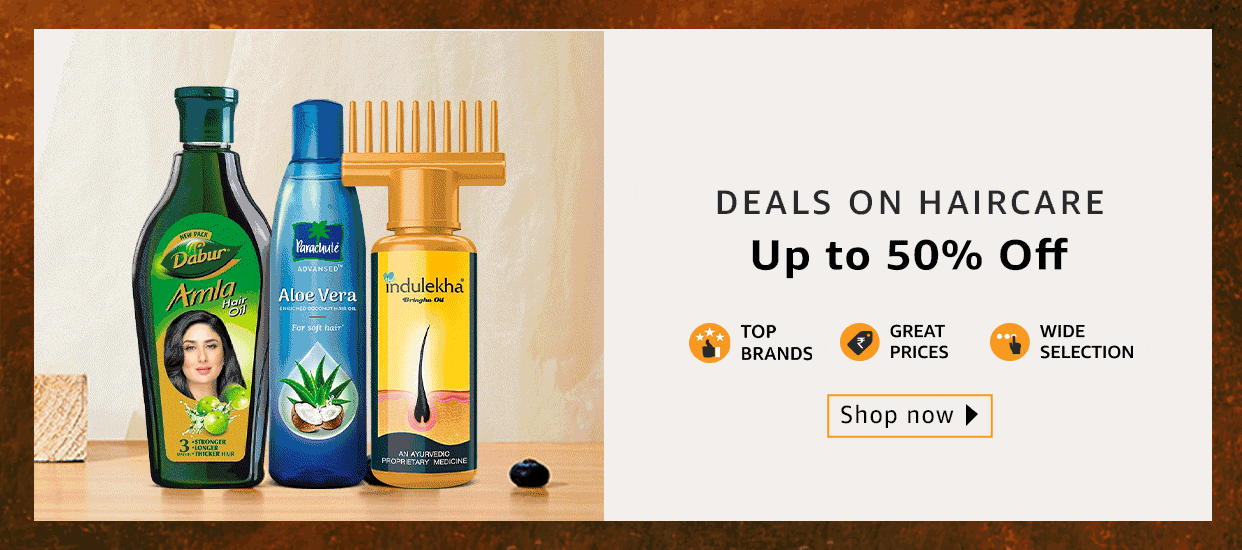 NEW PACK
Dabur
Amla
Hair
Oil
3
•STRONGER
•LONGER
•THICKER HAIR
Parachute
ADVANSED™
Aloe Vera
ENRICHED COCONUT HAIR OIL
For soft hair
indulekha
Bringha Oil
AN AYURVEDIC
PROPRIETARY MEDICINE
DEALS ON HAIRCARE
Up to 50% Off
TOP
BRANDS
₹
GREAT
PRICES
WIDE
SELECTION
Shop now